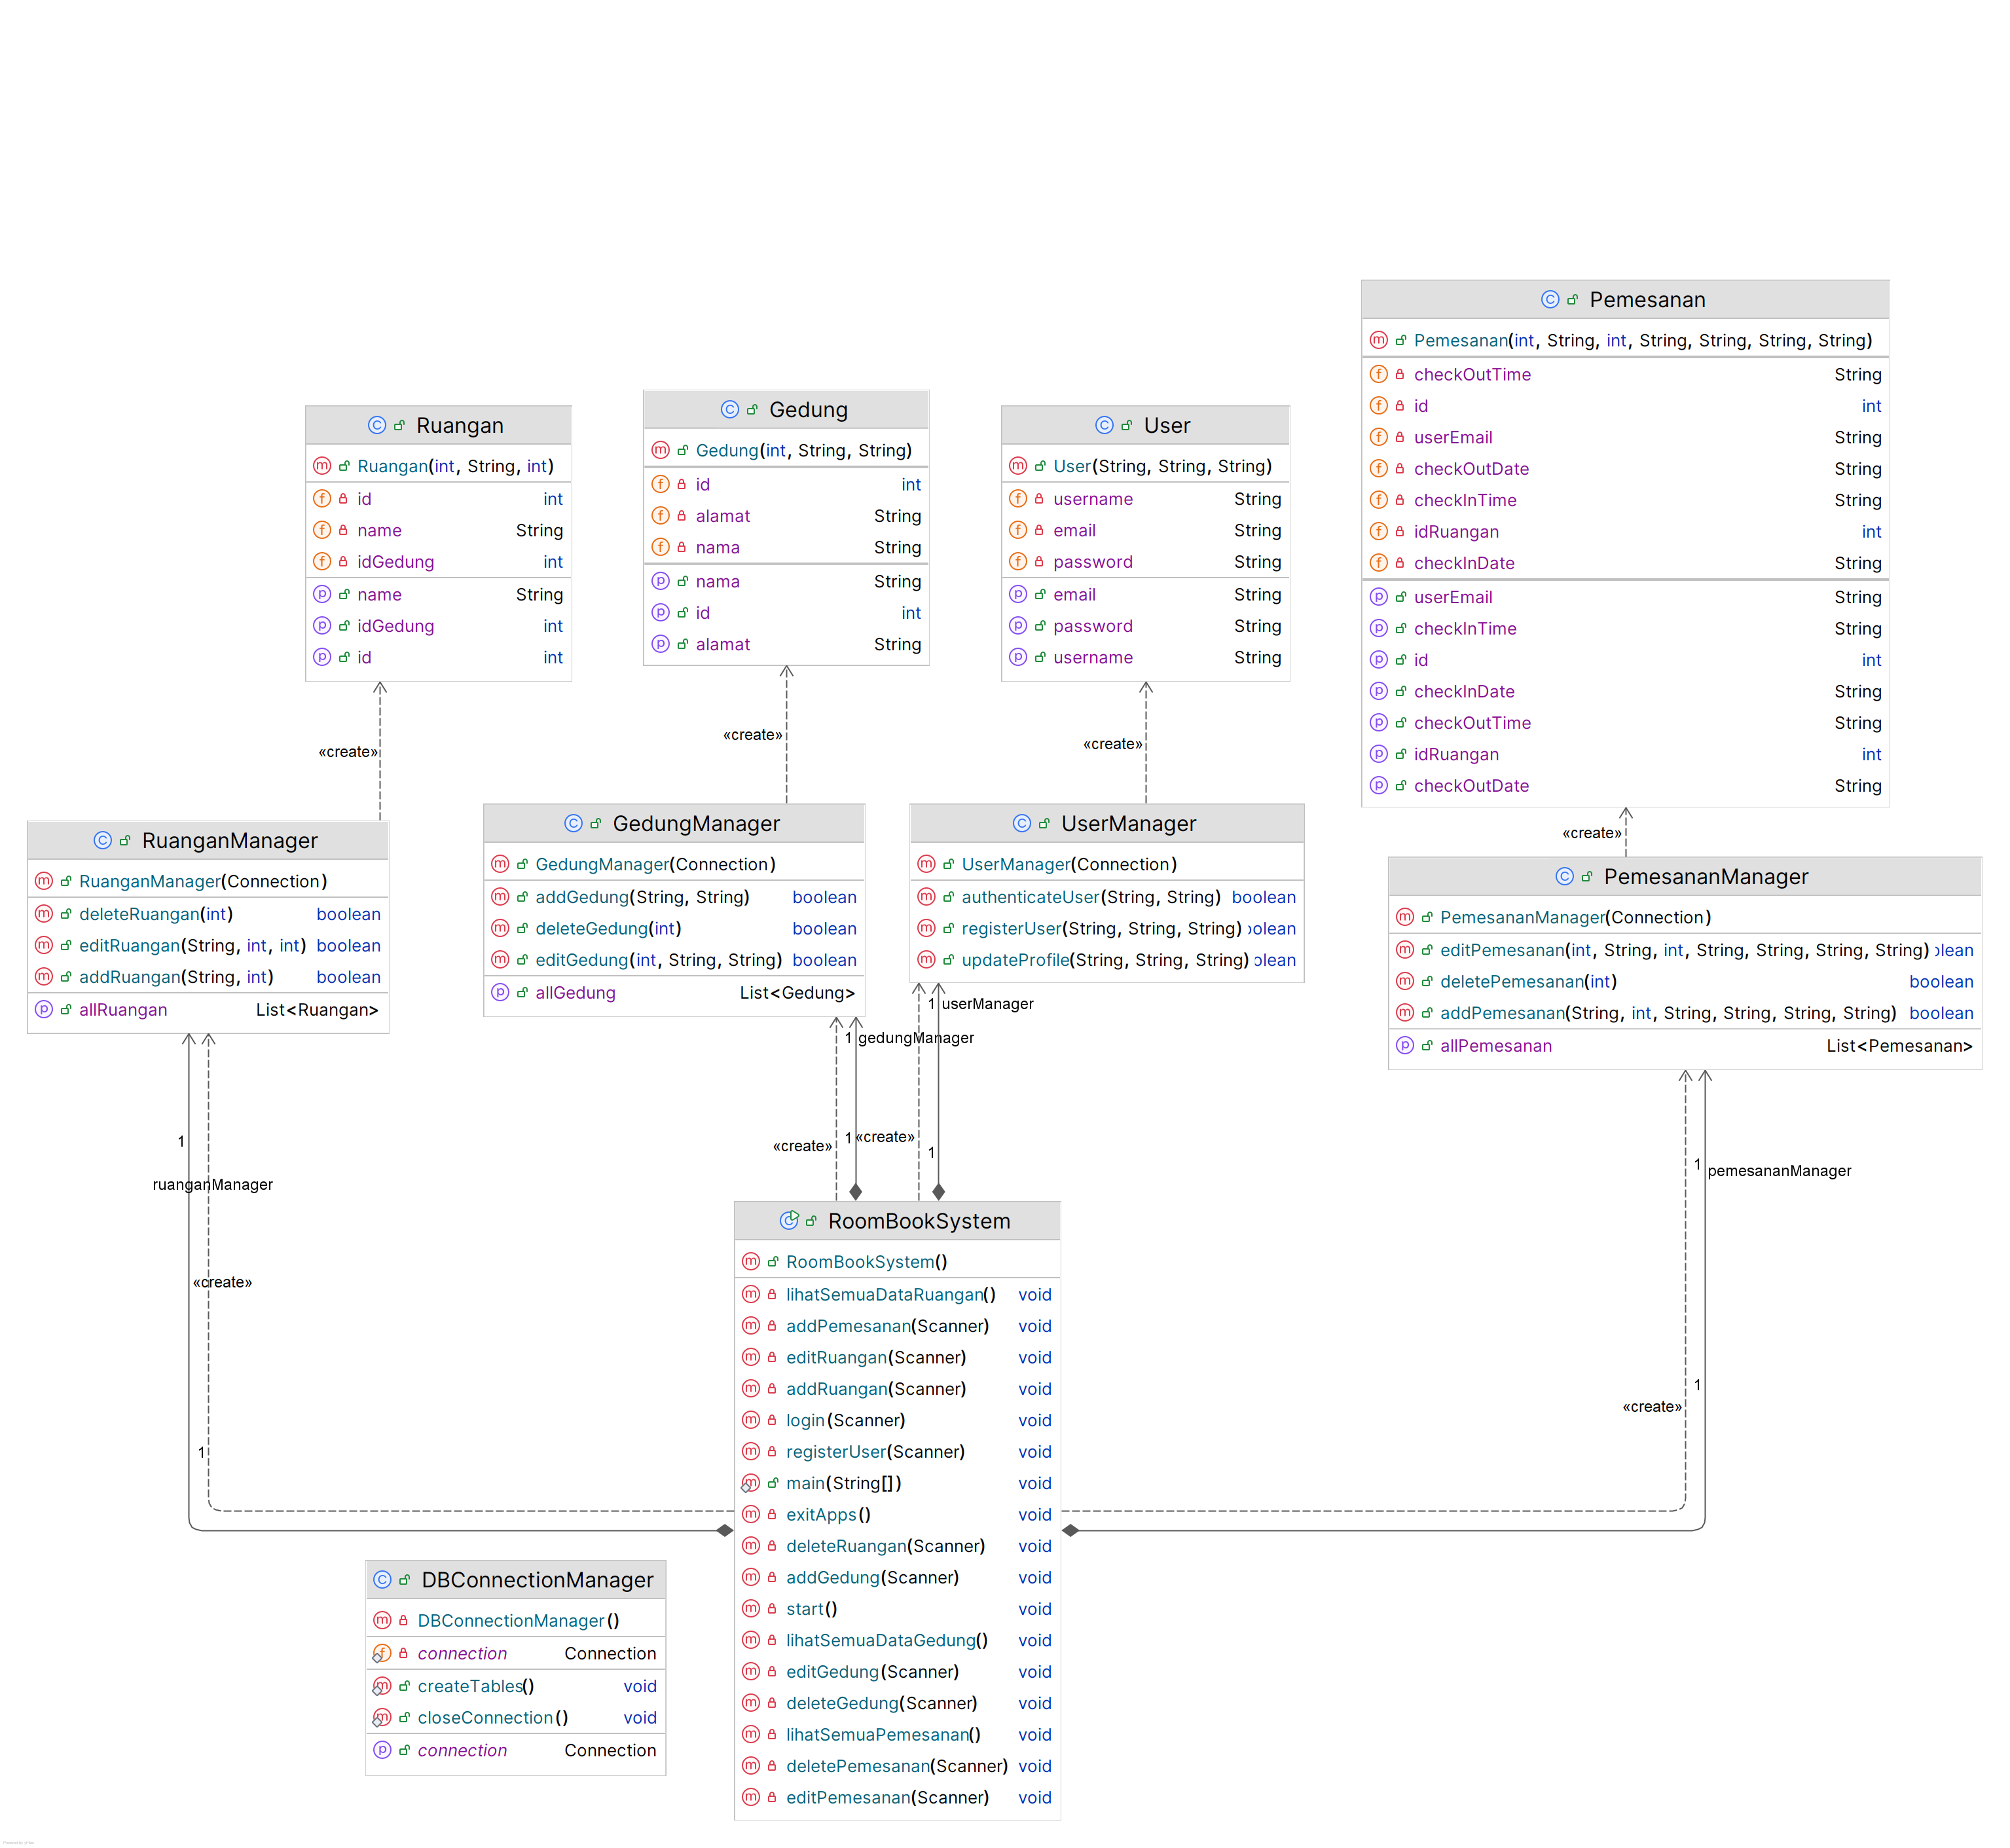 Pemesanan
Pemesanan(int, String, int, String, String, String, String)
checkOutTime String
id int
userEmail String
checkOutDate String
checkInTime String
idRuangan int
checkInDate String
userEmail String
checkInTime String
id int
checkInDate String
checkOutTime String
idRuangan int
checkOutDate String
Ruangan
Ruangan(int, String, int)
id int
name String
idGedung int
name String
idGedung int
id int
Gedung
Gedung(int, String, String)
id int
alamat String
nama String
nama String
id int
alamat String
User
User(String, String, String)
username String
email String
password String
email String
password String
username String
«create»
«create»
«create»
«create»
RuanganManager
RuanganManager(Connection)
deleteRuangan(int) boolean
editRuangan(String, int, int) boolean
addRuangan(String, int) boolean
allRuangan List<Ruangan>
GedungManager
GedungManager(Connection)
addGedung(String, String) boolean
deleteGedung(int) boolean
editGedung(int, String, String) boolean
allGedung List<Gedung>
UserManager
UserManager(Connection)
authenticateUser(String, String) boolean
registerUser(String, String, String) olean
updateProfile(String, String, String) olean
PemesananManager
PemesananManager(Connection)
editPemesanan(int, String, int, String, String, String, String) lean
deletePemesanan(int) boolean
addPemesanan(String, int, String, String, String, String) boolean
allPemesanan List<Pemesanan>
1 userManager
1 gedungManager
1
ruanganManager
«create»
1
«create»
1
«create»
1
1
pemesananManager
1
«create»
1
RoomBookSystem
RoomBookSystem()
lihatSemuaDataRuangan() void
addPemesanan(Scanner) void
editRuangan(Scanner) void
addRuangan(Scanner) void
login(Scanner) void
registerUser(Scanner) void
main(String[]) void
exitApps() void
deleteRuangan(Scanner) void
addGedung(Scanner) void
start() void
lihatSemuaDataGedung() void
editGedung(Scanner) void
deleteGedung(Scanner) void
lihatSemuaPemesanan() void
deletePemesanan(Scanner) void
editPemesanan(Scanner) void
DBConnectionManager
DBConnectionManager()
connection Connection
createTables() void
closeConnection() void
connection Connection